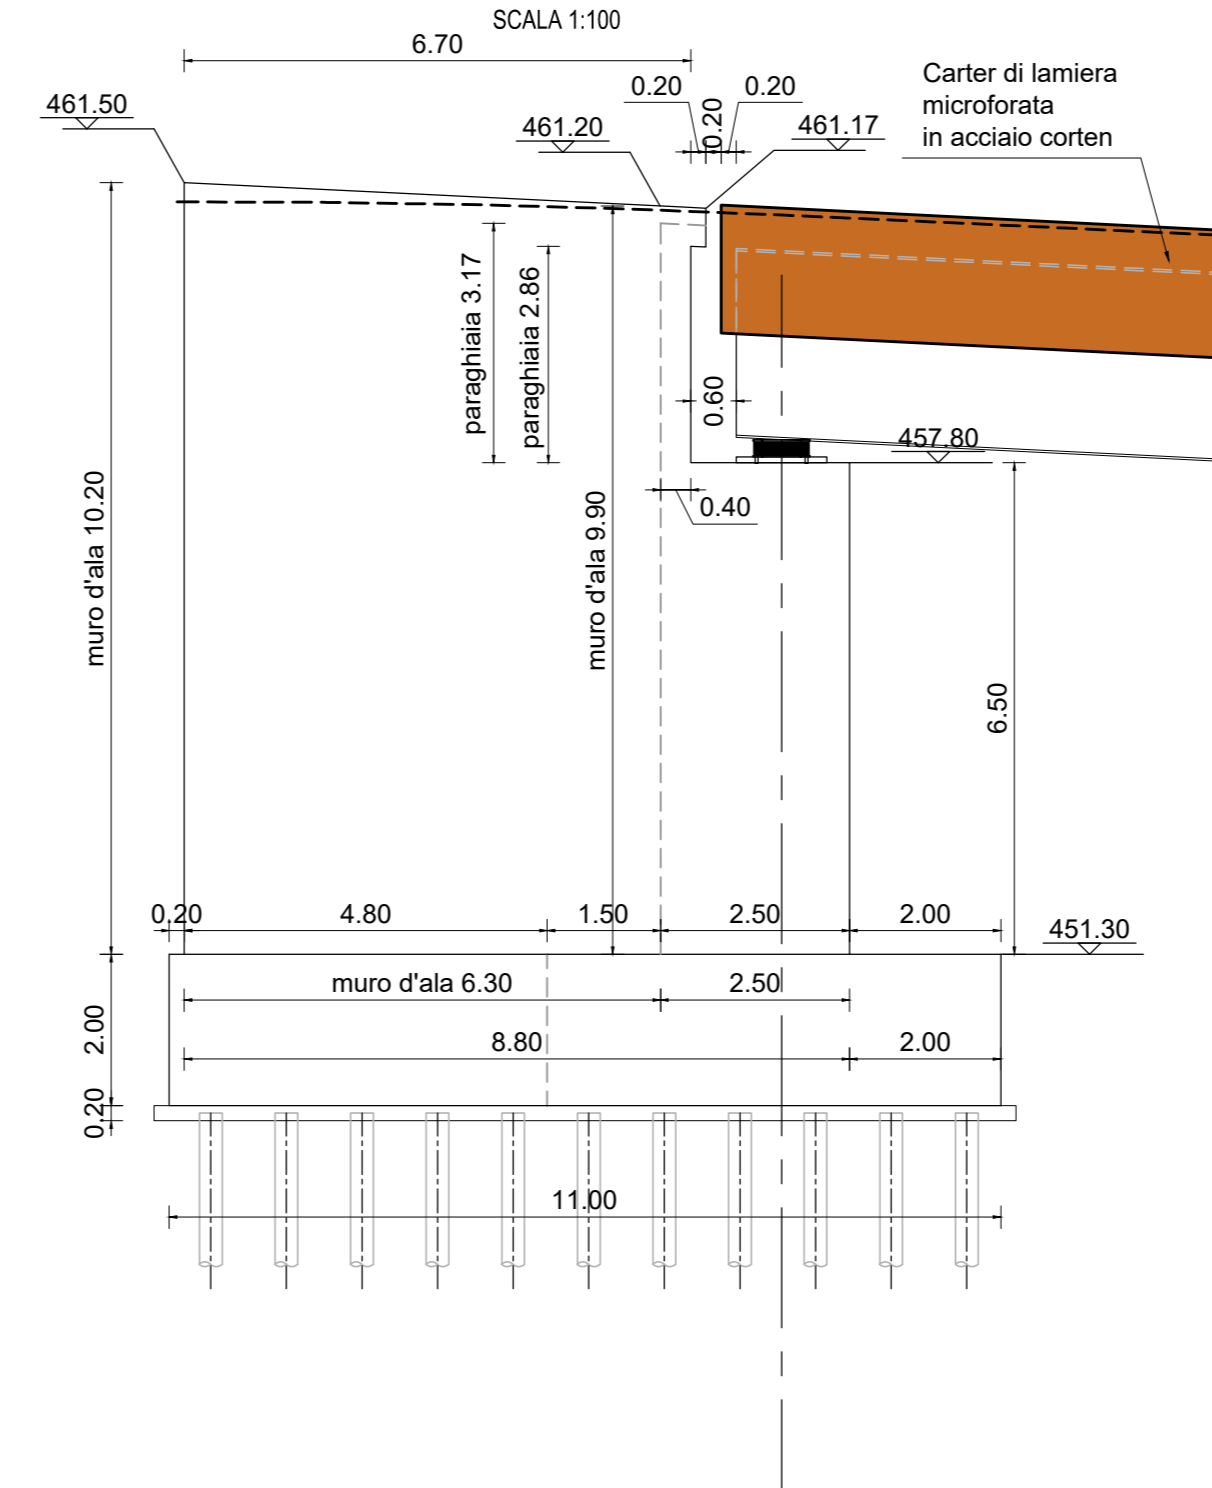 SCALA 1:100
6.70
461.50
0.20
0.20
0.20
461.20
461.17
Carter di lamiera
microforata
in acciaio corten
paraghiaia 3.17
paraghiaia 2.86
0.60
457.80
0.40
muro d'ala 10.20
muro d'ala 9.90
6.50
0.20
4.80
1.50
2.50
2.00
451.30
muro d'ala 6.30
2.50
2.00
8.80
2.00
0.20
11.00